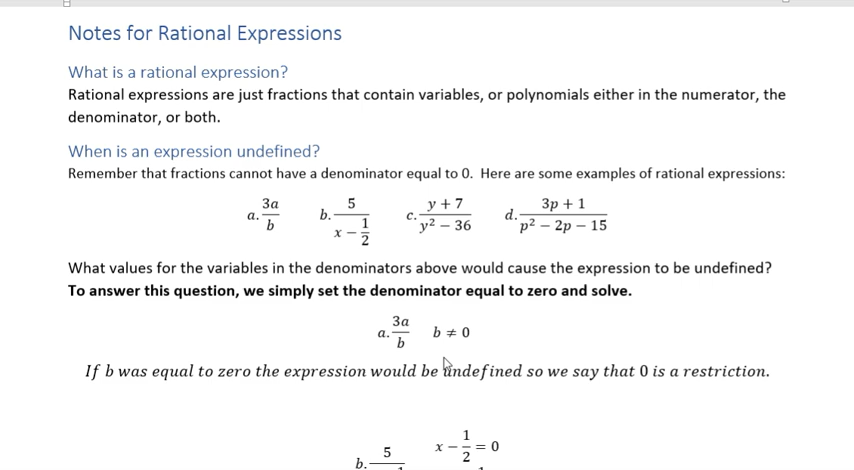 Notes for Rational Expressions
What is a rational expression?
Rational expressions are just fractions that contain variables, or polynomials either in the numerator, the
denominator, or both.
When is an expression undefined?
Remember that fractions cannot have a denominator equal to 0. Here are some examples of rational expressions:
a. 3a/b b. 5/(x − 1/2) c. (y + 7)/(y² − 36) d. (3p + 1)/(p² − 2p − 15)
What values for the variables in the denominators above would cause the expression to be undefined?
To answer this question, we simply set the denominator equal to zero and solve.
a. 3a/b b ≠ 0
If b was equal to zero the expression would be undefined so we say that 0 is a restriction.
b. 5 x − 1/2 = 0